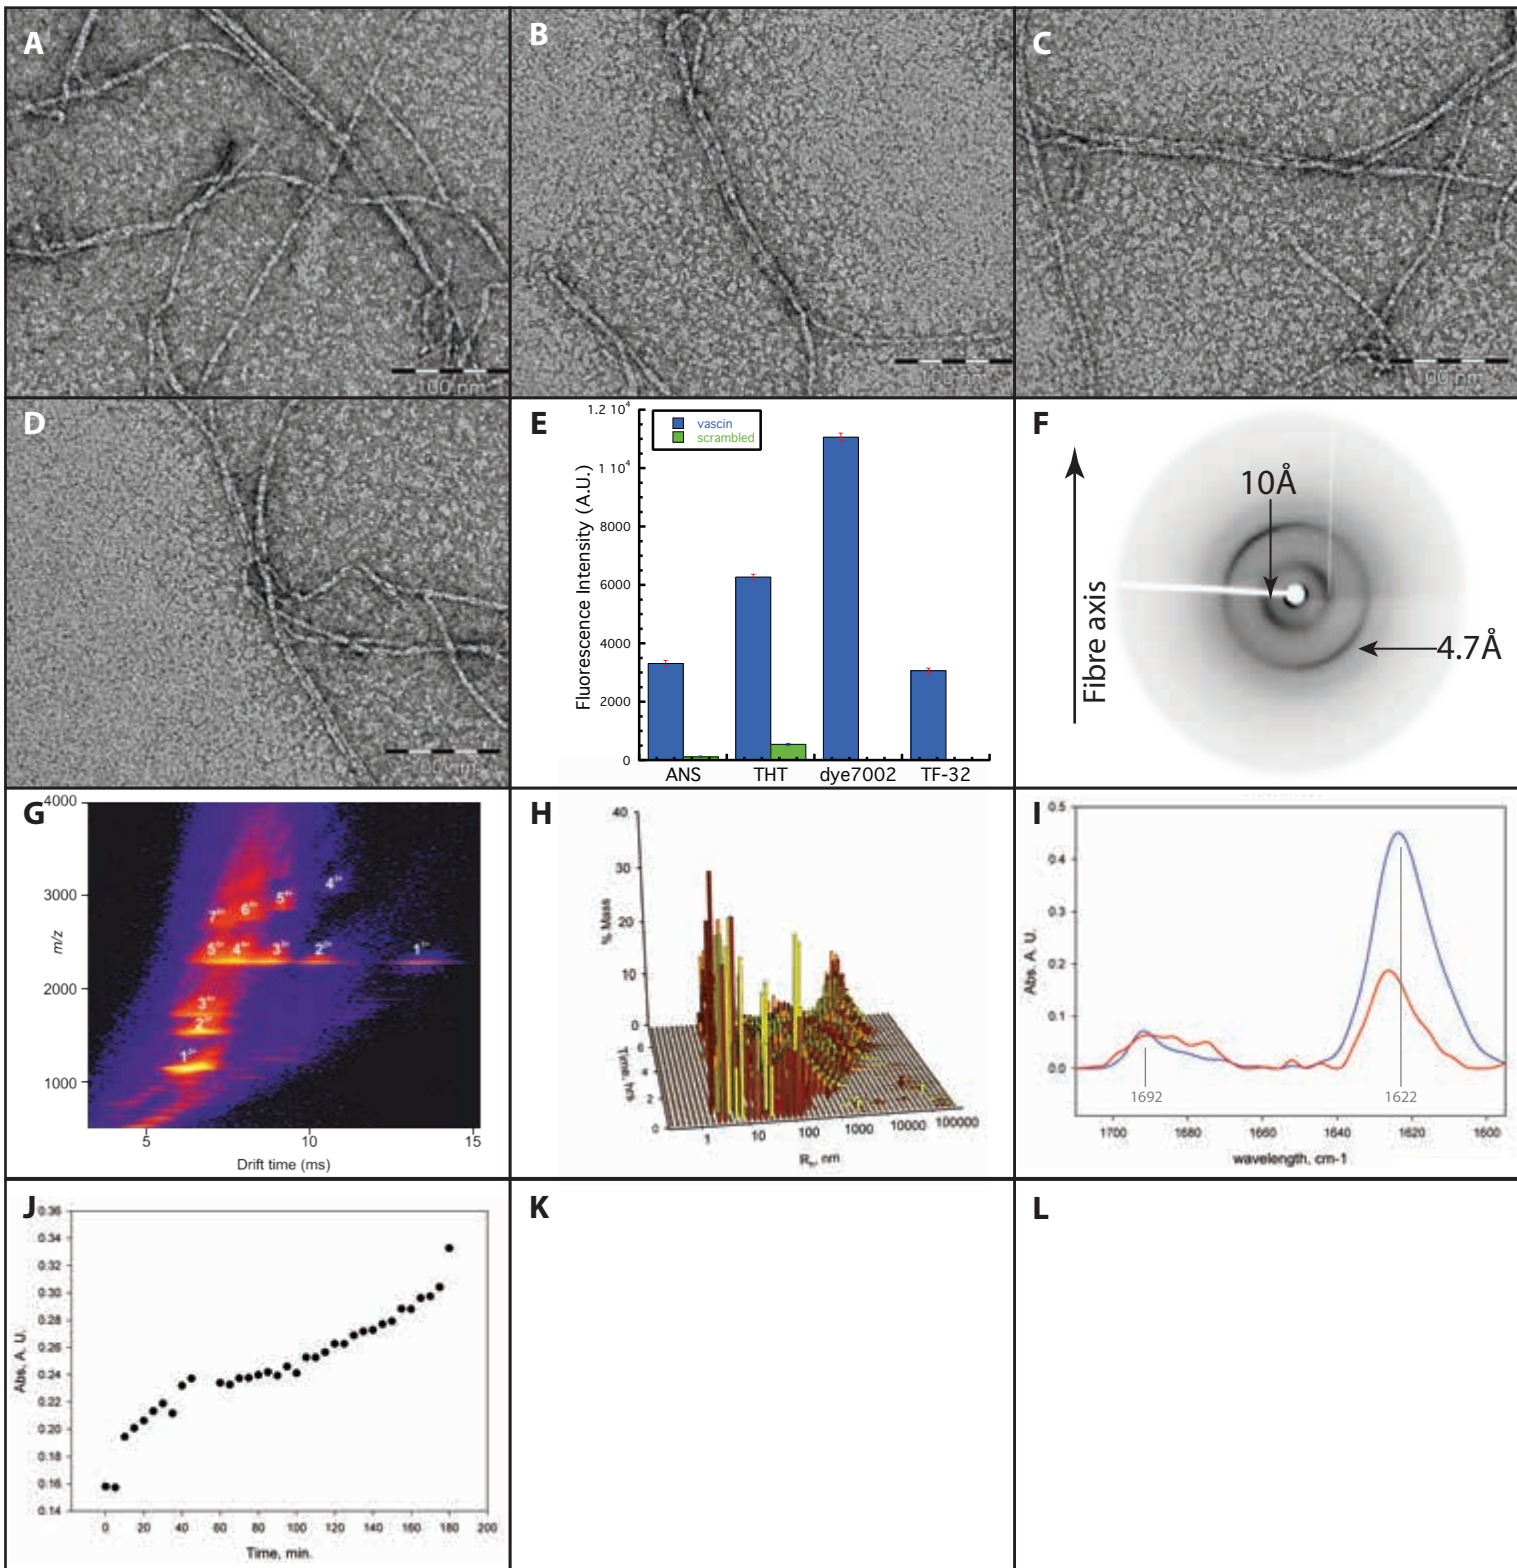 A
100 nm
B
100 nm
C
D
E
1.2 10⁴
1 10⁴
8000
6000
4000
2000
0
Fluorescence Intensity (A.U.)
vascin
scrambled
ANS THT dye7002 TF-32
F
10Å
4.7Å
Fibre axis
G
4000
3000
2000
1000
m/z
5 10 15
Drift time (ms)
4⁺
5⁺
6⁺
7⁺
5⁺ 4⁺ 3⁺ 2⁺ 1⁺
3⁺
2⁺
1⁺
H
40
30
20
10
0
% Mass
6
4
2
0
Time, hrs
1 10 100 1000 10000 100000
nm
I
0.5
0.4
0.3
0.2
0.1
0.0
Abs. A. U.
1692
1622
1700 1680 1660 1640 1620 1600
wavelength, cm-1
J
0.36
0.34
0.32
0.30
0.28
0.26
0.24
0.22
0.20
0.18
0.16
0.14
Abs. A. U.
0 20 40 60 80 100 120 140 160 180 200
Time, min.
K
L